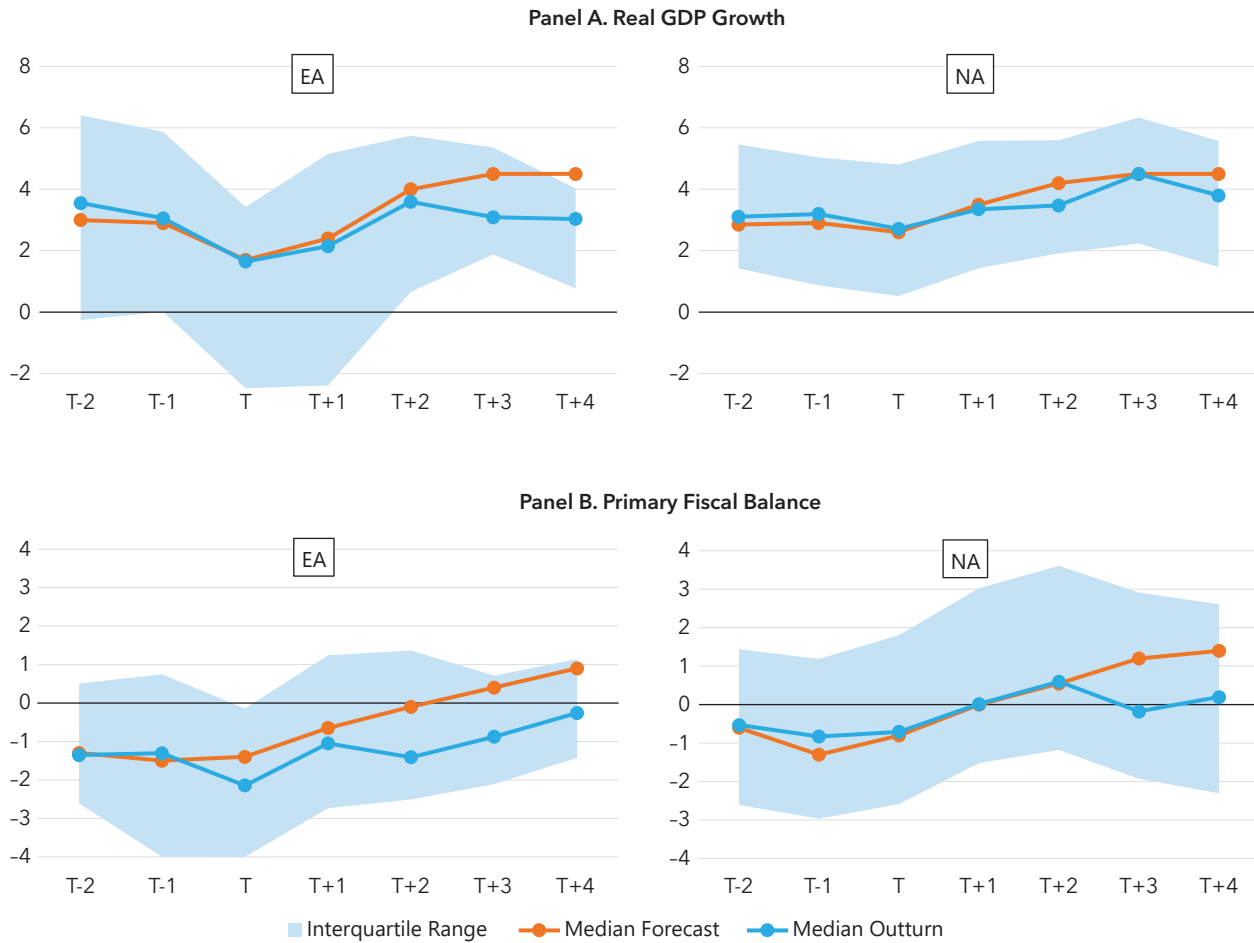 Panel A. Real GDP Growth
EA
8
6
4
2
0
–2
T-2 T-1 T T+1 T+2 T+3 T+4
NA
8
6
4
2
0
–2
T-2 T-1 T T+1 T+2 T+3 T+4
Panel B. Primary Fiscal Balance
EA
4
3
2
1
0
–1
–2
–3
–4
T-2 T-1 T T+1 T+2 T+3 T+4
NA
4
3
2
1
0
–1
–2
–3
–4
T-2 T-1 T T+1 T+2 T+3 T+4
Interquartile Range Median Forecast Median Outturn